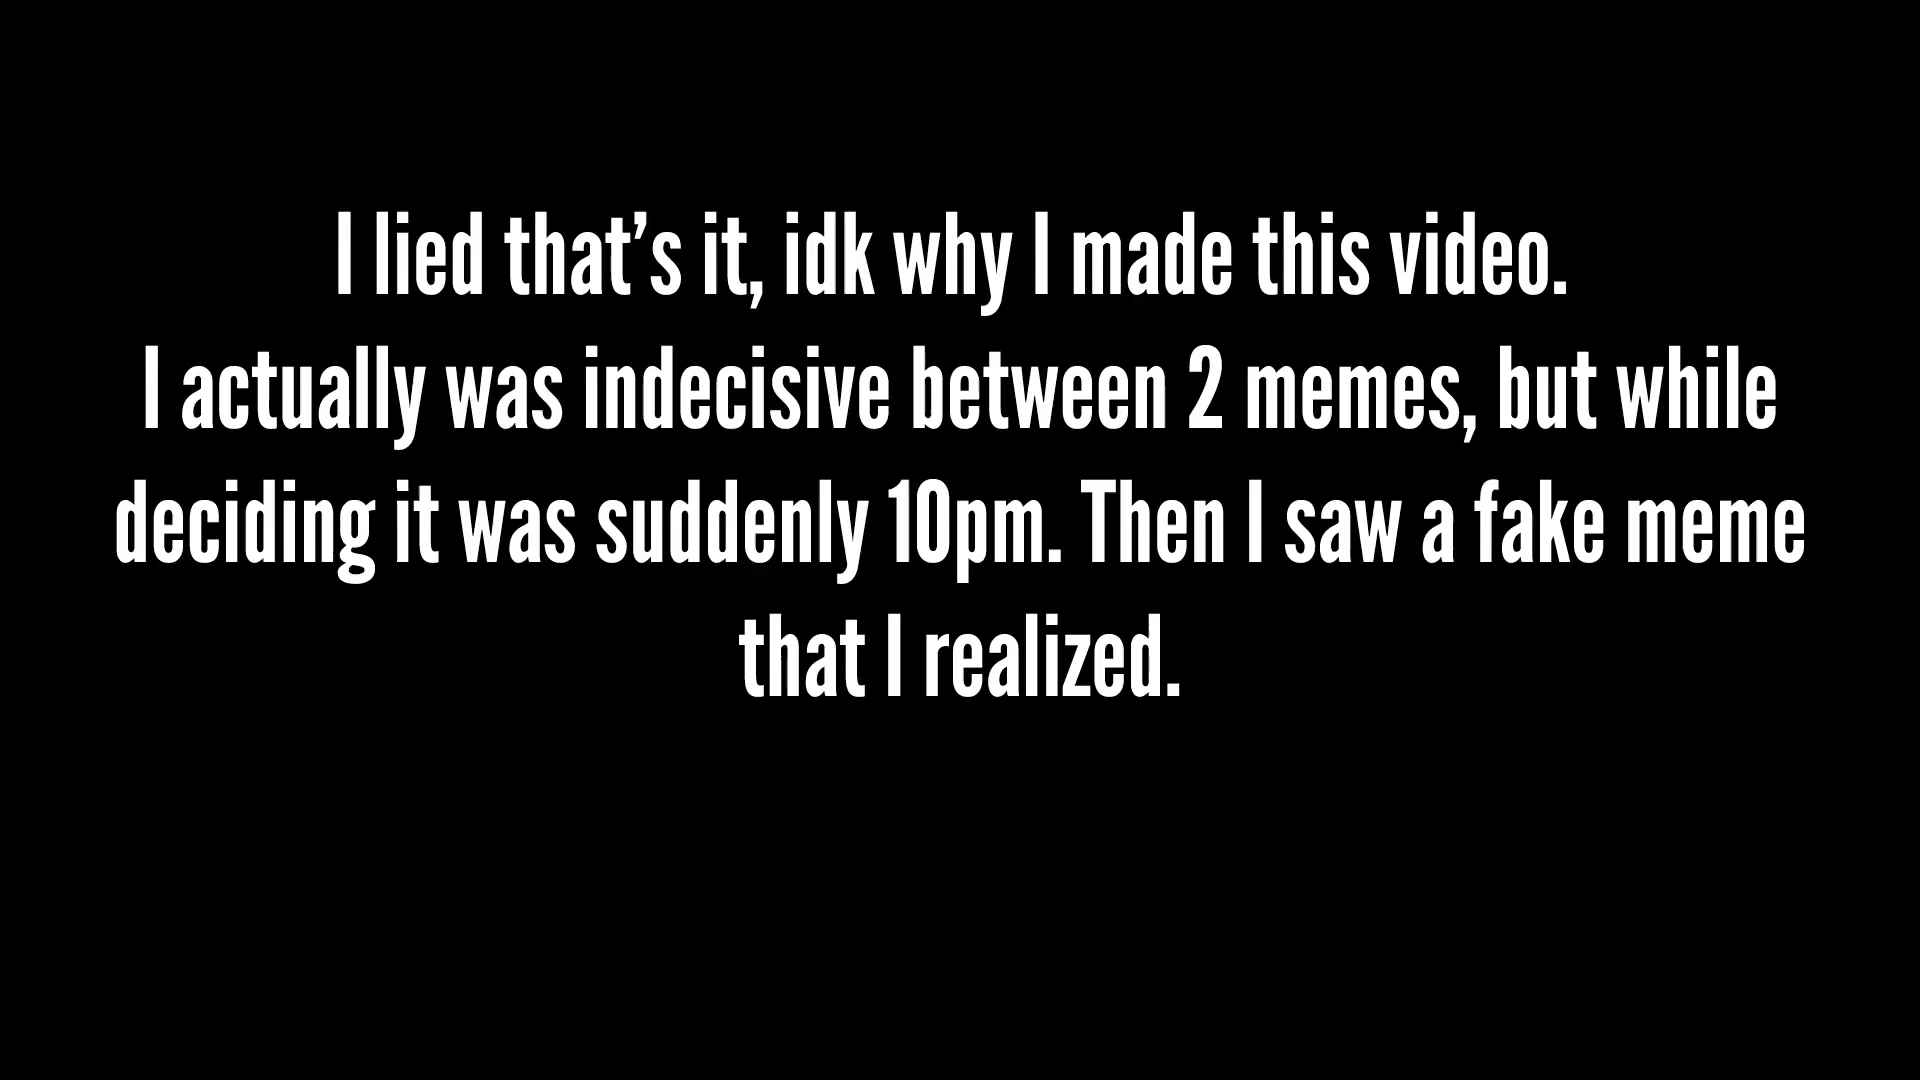 I lied that’s it, idk why I made this video.
I actually was indecisive between 2 memes, but while
deciding it was suddenly 10pm. Then I saw a fake meme
that I realized.